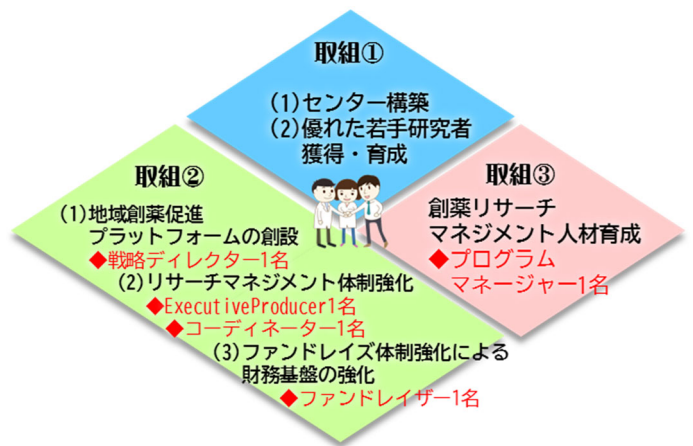 取組①
(1)センター構築
(2)優れた若手研究者
獲得・育成
取組②
(1)地域創薬促進
プラットフォームの創設
◆戦略ディレクター1名
(2)リサーチマネジメント体制強化
◆ExecutiveProducer1名
◆コーディネーター1名
(3)ファンドレイズ体制強化による
財務基盤の強化
◆ファンドレイザー1名
取組③
創薬リサーチ
マネジメント人材育成
◆プログラム
マネージャー1名